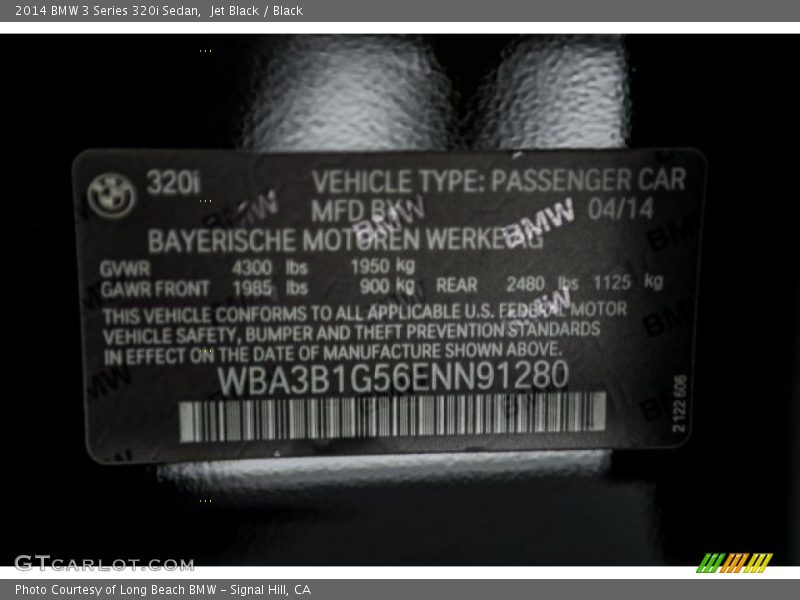 2014 BMW 3 Series 320i Sedan,  Jet Black / Black
320i VEHICLE TYPE: PASSENGER CAR
MFD BY 04/14
BAYERISCHE MOTOREN WERKE AG
GVWR 4300 lbs 1950 kg
GAWR FRONT 1985 lbs 900 kg REAR 2480 lbs 1125 kg
THIS VEHICLE CONFORMS TO ALL APPLICABLE U.S. FEDERAL MOTOR
VEHICLE SAFETY, BUMPER AND THEFT PREVENTION STANDARDS
IN EFFECT ON THE DATE OF MANUFACTURE SHOWN ABOVE.
WBA3B1G56ENN91280
2 122 606
BMW
BMW
BMW
BMW
GTCARLOT.COM
Photo Courtesy of Long Beach BMW – Signal Hill, CA